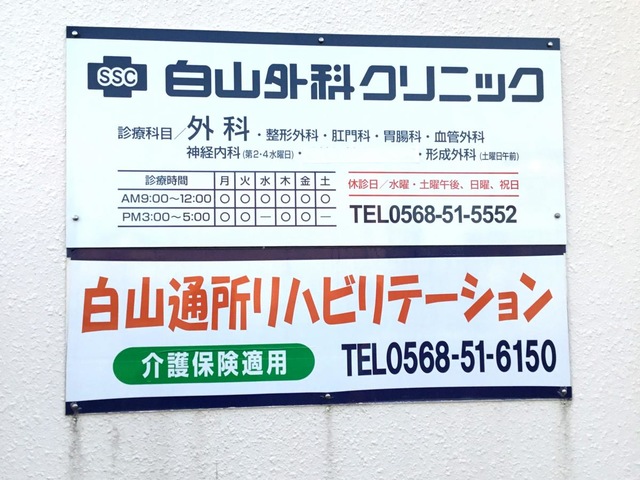 SSC 白山外科クリニック
診療科目／外科・整形外科・肛門科・胃腸科・血管外科
神経内科(第2・4水曜日)・ ・形成外科(土曜日午前)
診療時間 月 火 水 木 金 土
AM9:00〜12:00 ○ ○ ○ ○ ○ ○
PM3:00〜5:00 ○ ○ — ○ ○ —
休診日／水曜・土曜午後、日曜、祝日
TEL0568-51-5552
白山通所リハビリテーション
介護保険適用 TEL0568-51-6150